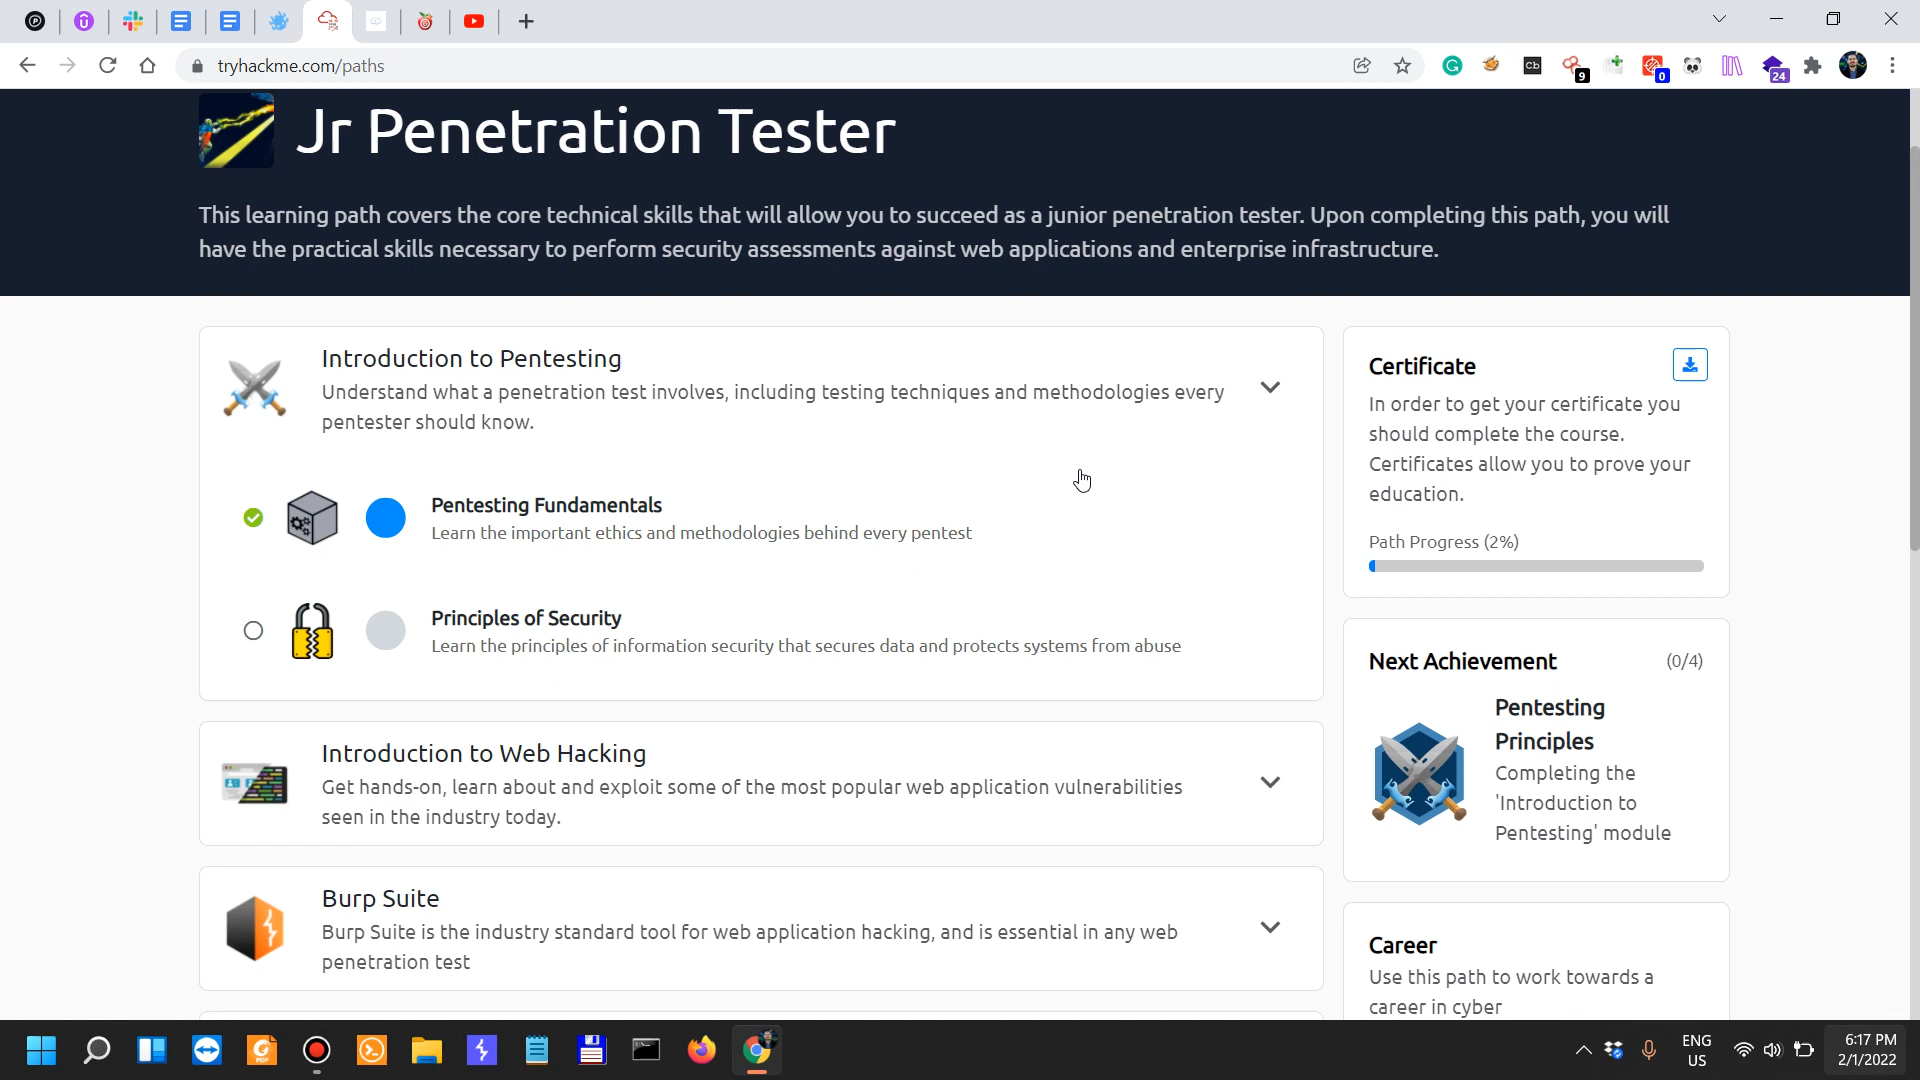 tryhackme.com/paths
Cb
9
0
24
Jr Penetration Tester
This learning path covers the core technical skills that will allow you to succeed as a junior penetration tester. Upon completing this path, you will
have the practical skills necessary to perform security assessments against web applications and enterprise infrastructure.
Introduction to Pentesting
Understand what a penetration test involves, including testing techniques and methodologies every
pentester should know.
Pentesting Fundamentals
Learn the important ethics and methodologies behind every pentest
Principles of Security
Learn the principles of information security that secures data and protects systems from abuse
Introduction to Web Hacking
Get hands-on, learn about and exploit some of the most popular web application vulnerabilities
seen in the industry today.
Burp Suite
Burp Suite is the industry standard tool for web application hacking, and is essential in any web
penetration test
Certificate
In order to get your certificate you
should complete the course.
Certificates allow you to prove your
education.
Path Progress (2%)
Next Achievement (0/4)
Pentesting
Principles
Completing the
'Introduction to
Pentesting' module
Career
Use this path to work towards a
career in cyber
PDF
ENG
US
6:17 PM
2/1/2022